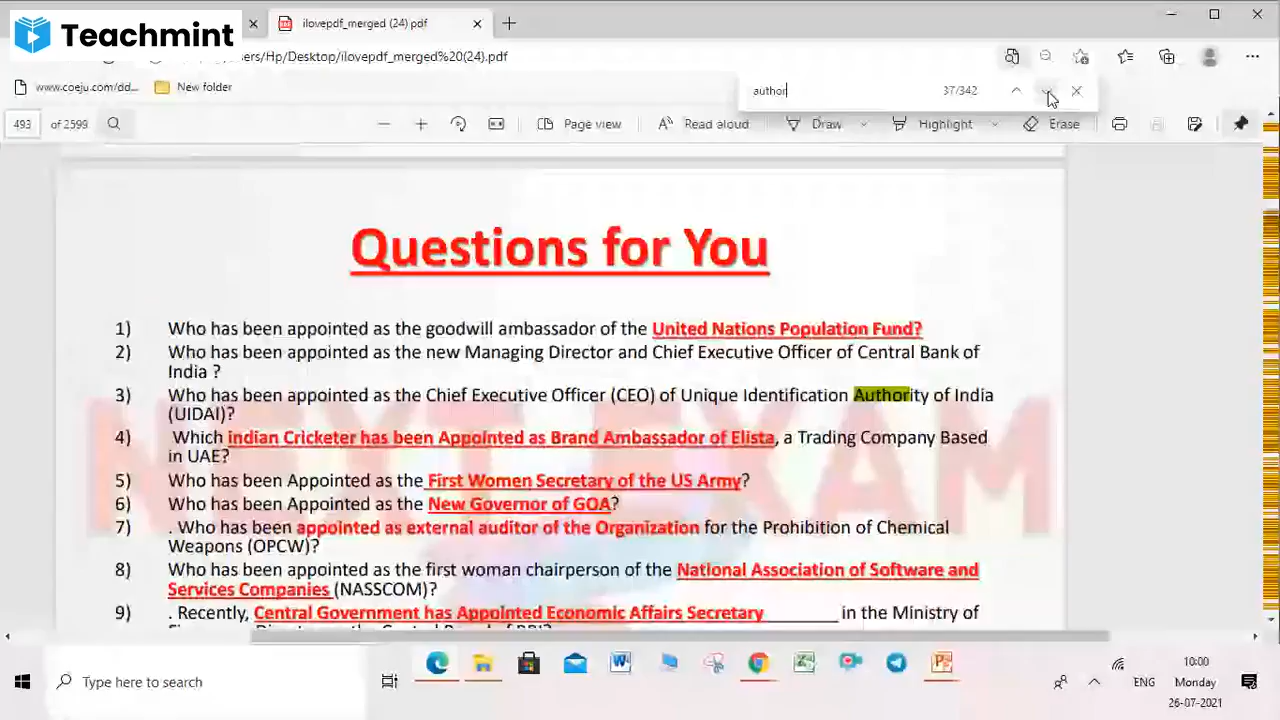 Teachmint
ilovepdf_merged (24).pdf
ers/Hp/Desktop/ilovepdf_merged%20(24).pdf
www.coeju.com/dd...
New folder
author
37/342
493 of 2599
Page view
Read aloud
Draw
Highlight
Erase
Questions for You
1) Who has been appointed as the goodwill ambassador of the United Nations Population Fund?
2) Who has been appointed as the new Managing Director and Chief Executive Officer of Central Bank of
India ?
3) Who has been appointed as the Chief Executive Officer (CEO) of Unique Identification Authority of India
(UIDAI)?
4) Which indian Cricketer has been Appointed as Brand Ambassador of Elista, a Trading Company Based
in UAE?
5) Who has been Appointed as the First Women Secretary of the US Army?
6) Who has been Appointed as the New Governor of GOA?
7) . Who has been appointed as external auditor of the Organization for the Prohibition of Chemical
Weapons (OPCW)?
8) Who has been appointed as the first woman chairperson of the National Association of Software and
Services Companies (NASSCOM)?
9) . Recently, Central Government has Appointed Economic Affairs Secretary________ in the Ministry of
Type here to search
ENG
10:00
Monday
26-07-2021